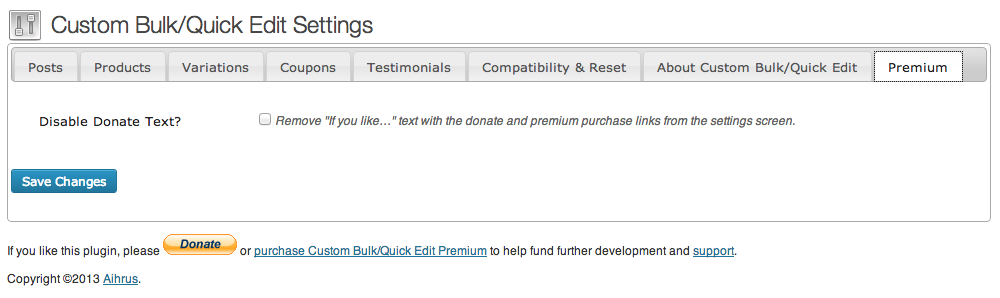 Custom Bulk/Quick Edit Settings
Posts Products Variations Coupons Testimonials Compatibility & Reset About Custom Bulk/Quick Edit Premium
Disable Donate Text? Remove "If you like…" text with the donate and premium purchase links from the settings screen.
Save Changes
If you like this plugin, please Donate or purchase Custom Bulk/Quick Edit Premium to help fund further development and support.
Copyright ©2013 Aihrus.